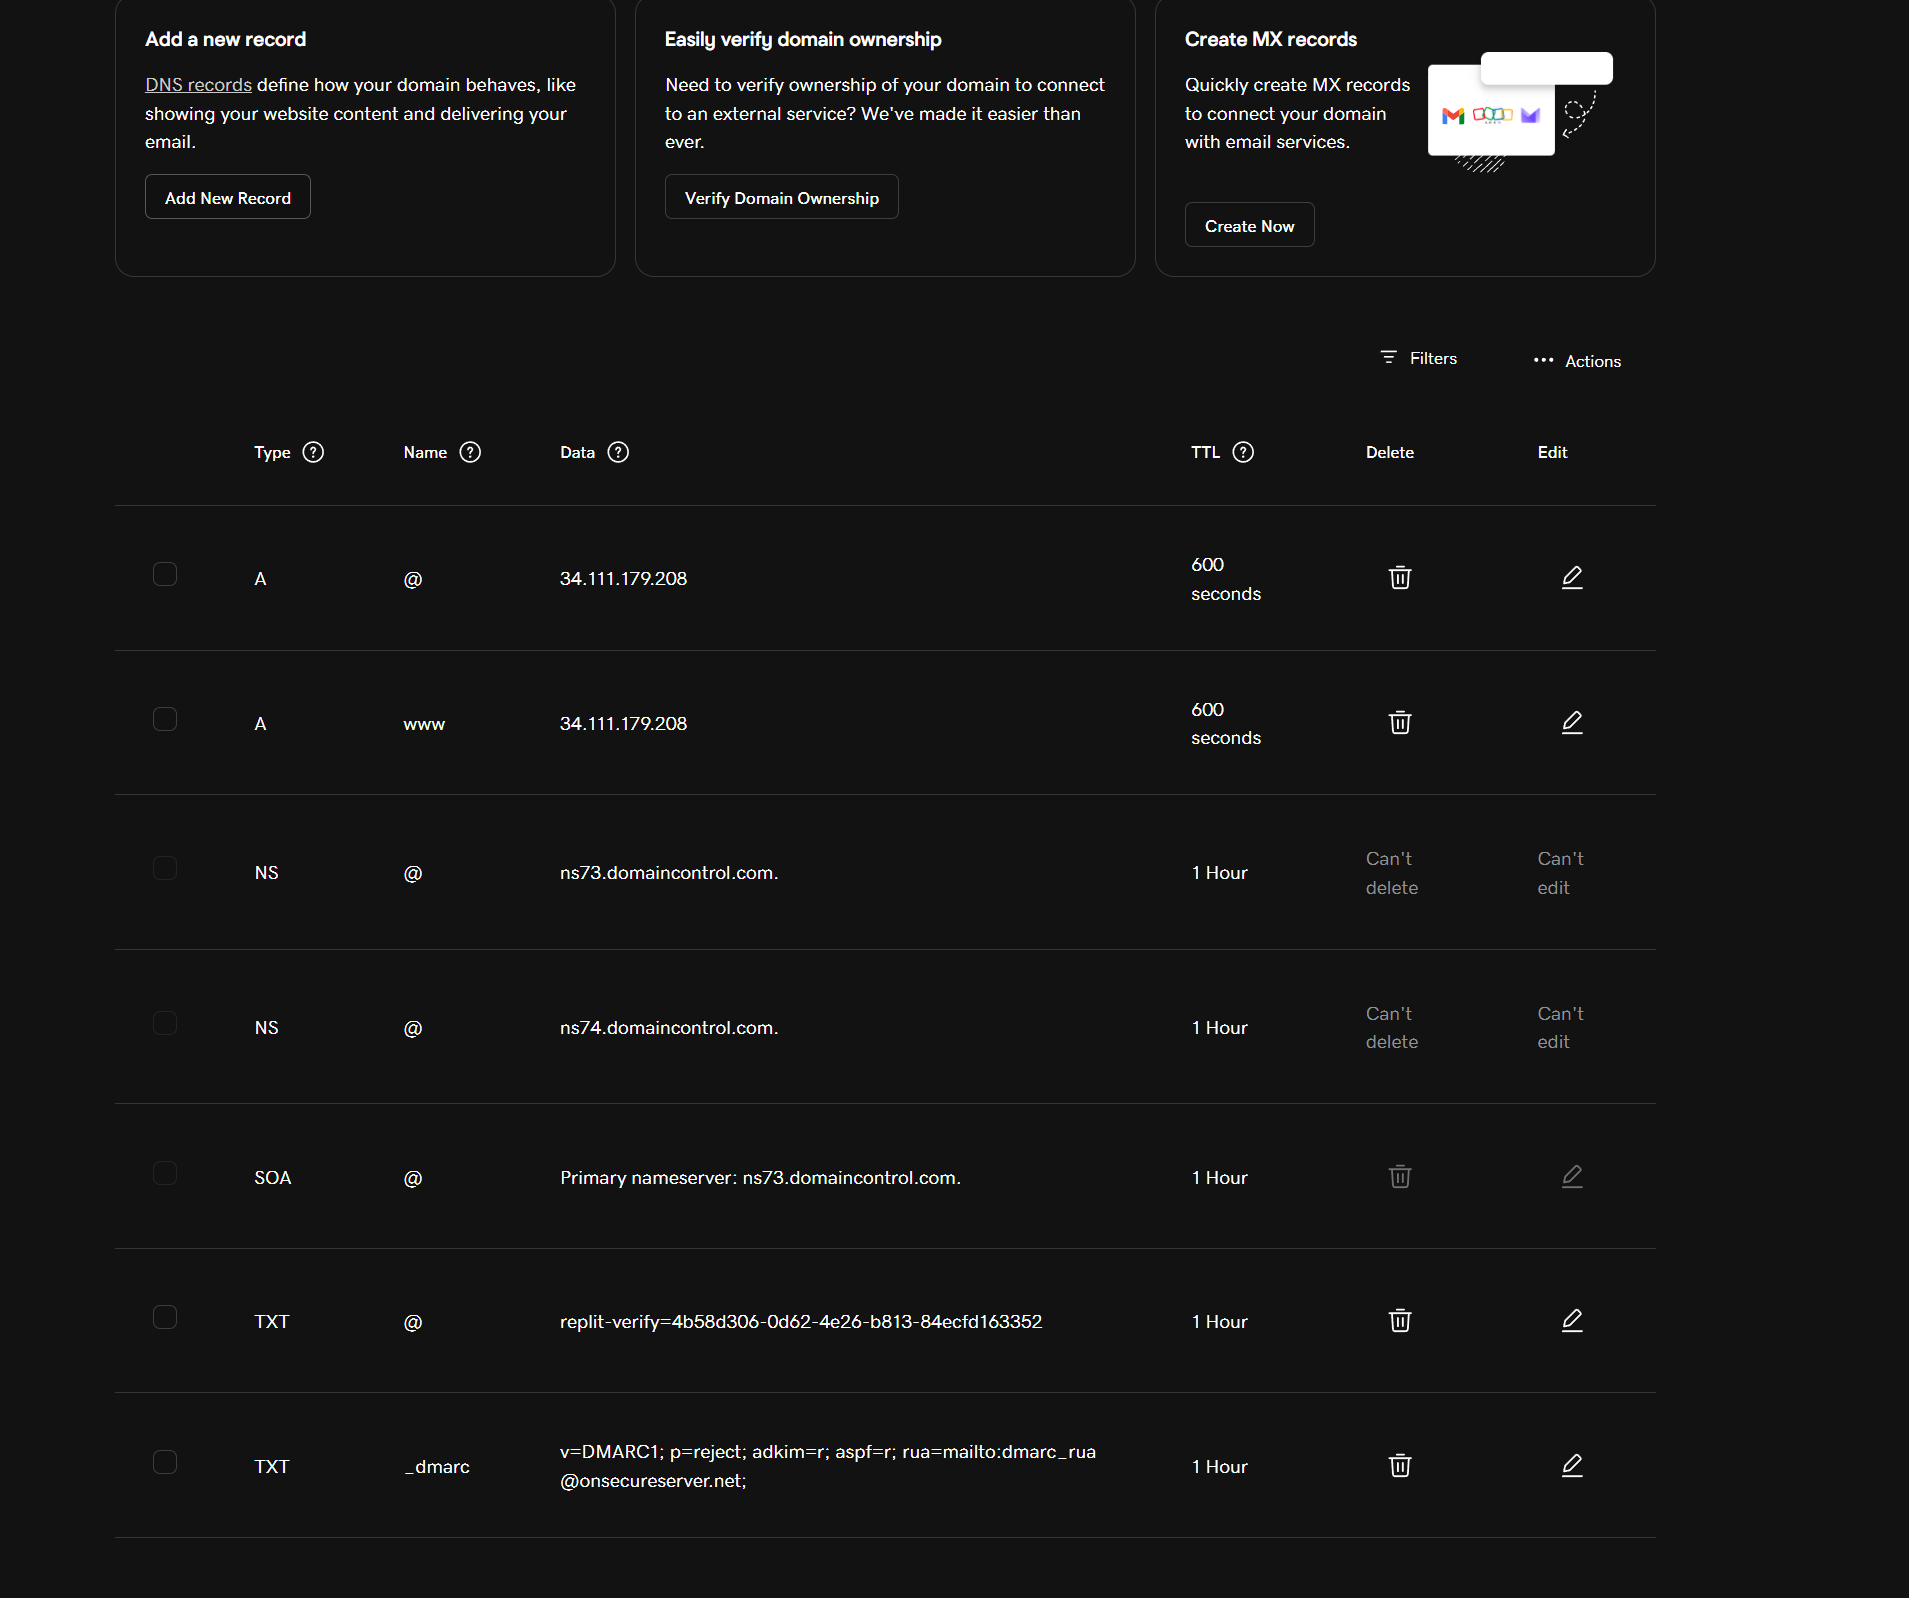 Add a new record
DNS records define how your domain behaves, like
showing your website content and delivering your
email.
Add New Record
Easily verify domain ownership
Need to verify ownership of your domain to connect
to an external service? We've made it easier than
ever.
Verify Domain Ownership
Create MX records
Quickly create MX records
to connect your domain
with email services.
Create Now
Filters
Actions
Type Name Data TTL Delete Edit
A @ 34.111.179.208 600
seconds
A www 34.111.179.208 600
seconds
NS @ ns73.domaincontrol.com. 1 Hour Can't
delete Can't
edit
NS @ ns74.domaincontrol.com. 1 Hour Can't
delete Can't
edit
SOA @ Primary nameserver: ns73.domaincontrol.com. 1 Hour
TXT @ replit-verify=4b58d306-0d62-4e26-b813-84ecfd163352 1 Hour
TXT _dmarc v=DMARC1; p=reject; adkim=r; aspf=r; rua=mailto:dmarc_rua
@onsecureserver.net; 1 Hour